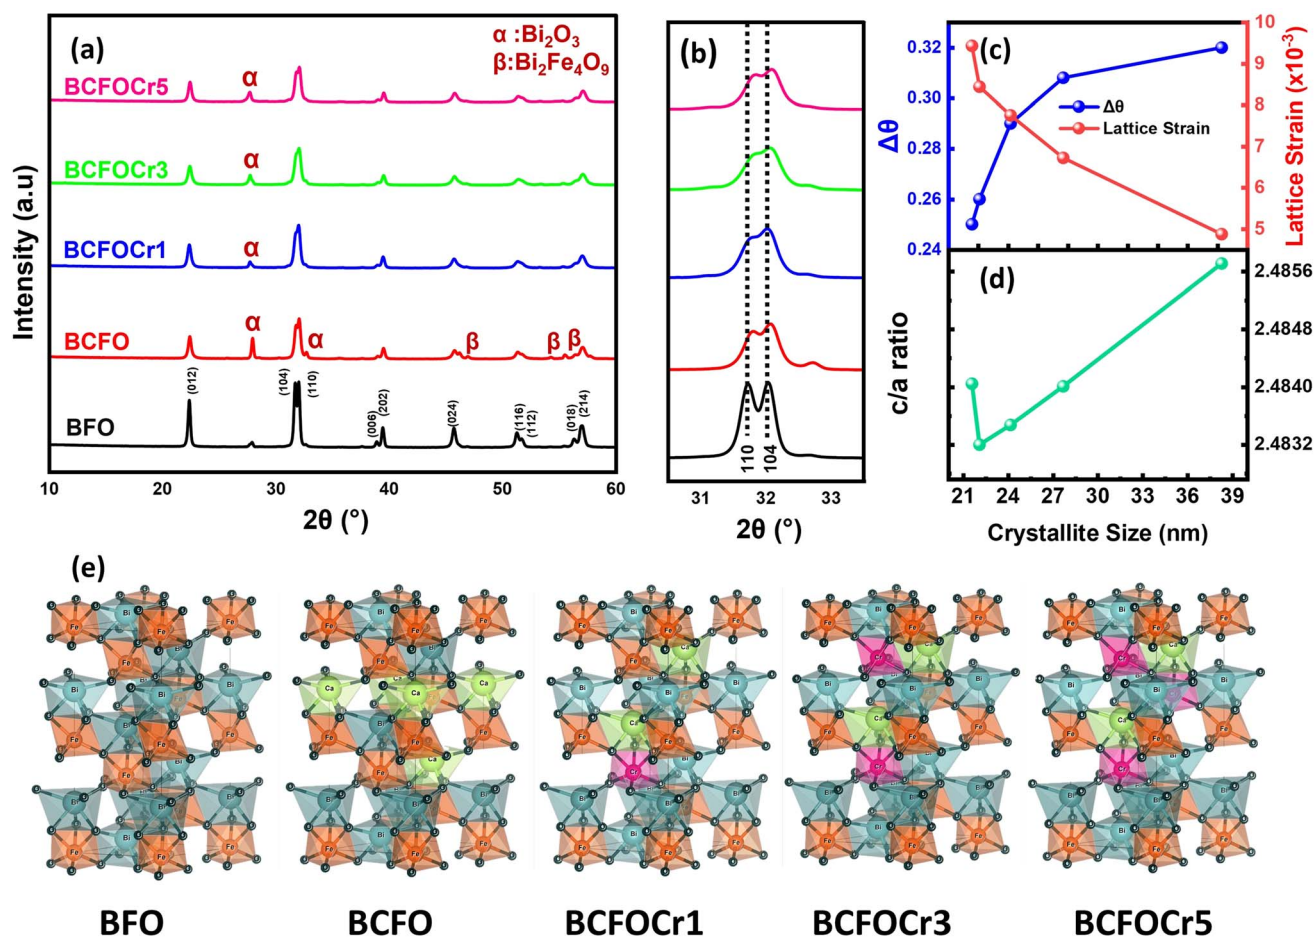 (a)
α :Bi₂O₃
β:Bi₂Fe₄O₉
BCFOCr5
α
BCFOCr3
α
BCFOCr1
α
BCFO
α
α
β
β
β
BFO
(012)
(104)
(110)
(006)
(202)
(024)
(116)
(112)
(018)
(214)
Intensity (a.u)
10 20 30 40 50 60
2θ (°)
(b)
110
104
31 32 33
2θ (°)
(c)
Δθ
0.32
0.30
0.28
0.26
0.24
Δθ
Lattice Strain
10
9
8
7
6
5
Lattice Strain (x10⁻³)
(d)
c/a ratio
2.4856
2.4848
2.4840
2.4832
21 24 27 30 33 36 39
Crystallite Size (nm)
(e)
BFO BCFO BCFOCr1 BCFOCr3 BCFOCr5